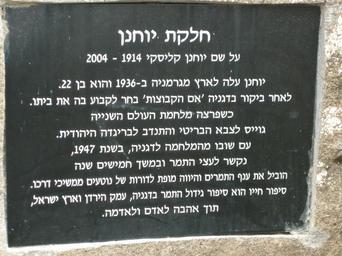 חלקת יוחנן
על שם יוחנן קליסקי 1914 - 2004
יוחנן עלה לארץ מגרמניה ב-1936 והוא בן 22.
לאחר ביקור בדגניה 'אם הקבוצות' בחר לקבוע בה את ביתו.
כשפרצה מלחמת העולם השנייה
גוייס לצבא הבריטי והתנדב לבריגדה היהודית.
עם שובו מהמלחמה לדגניה, בשנת 1947,
נקשר לעצי התמר ובמשך חמישים שנה
הוביל את ענף התמרים והיווה מופת לדורות של נוטעים ממשיכי דרכו.
סיפור חייו הוא סיפור גידול התמר בדגניה, עמק הירדן וארץ ישראל,
תוך אהבה לאדם ולאדמה.